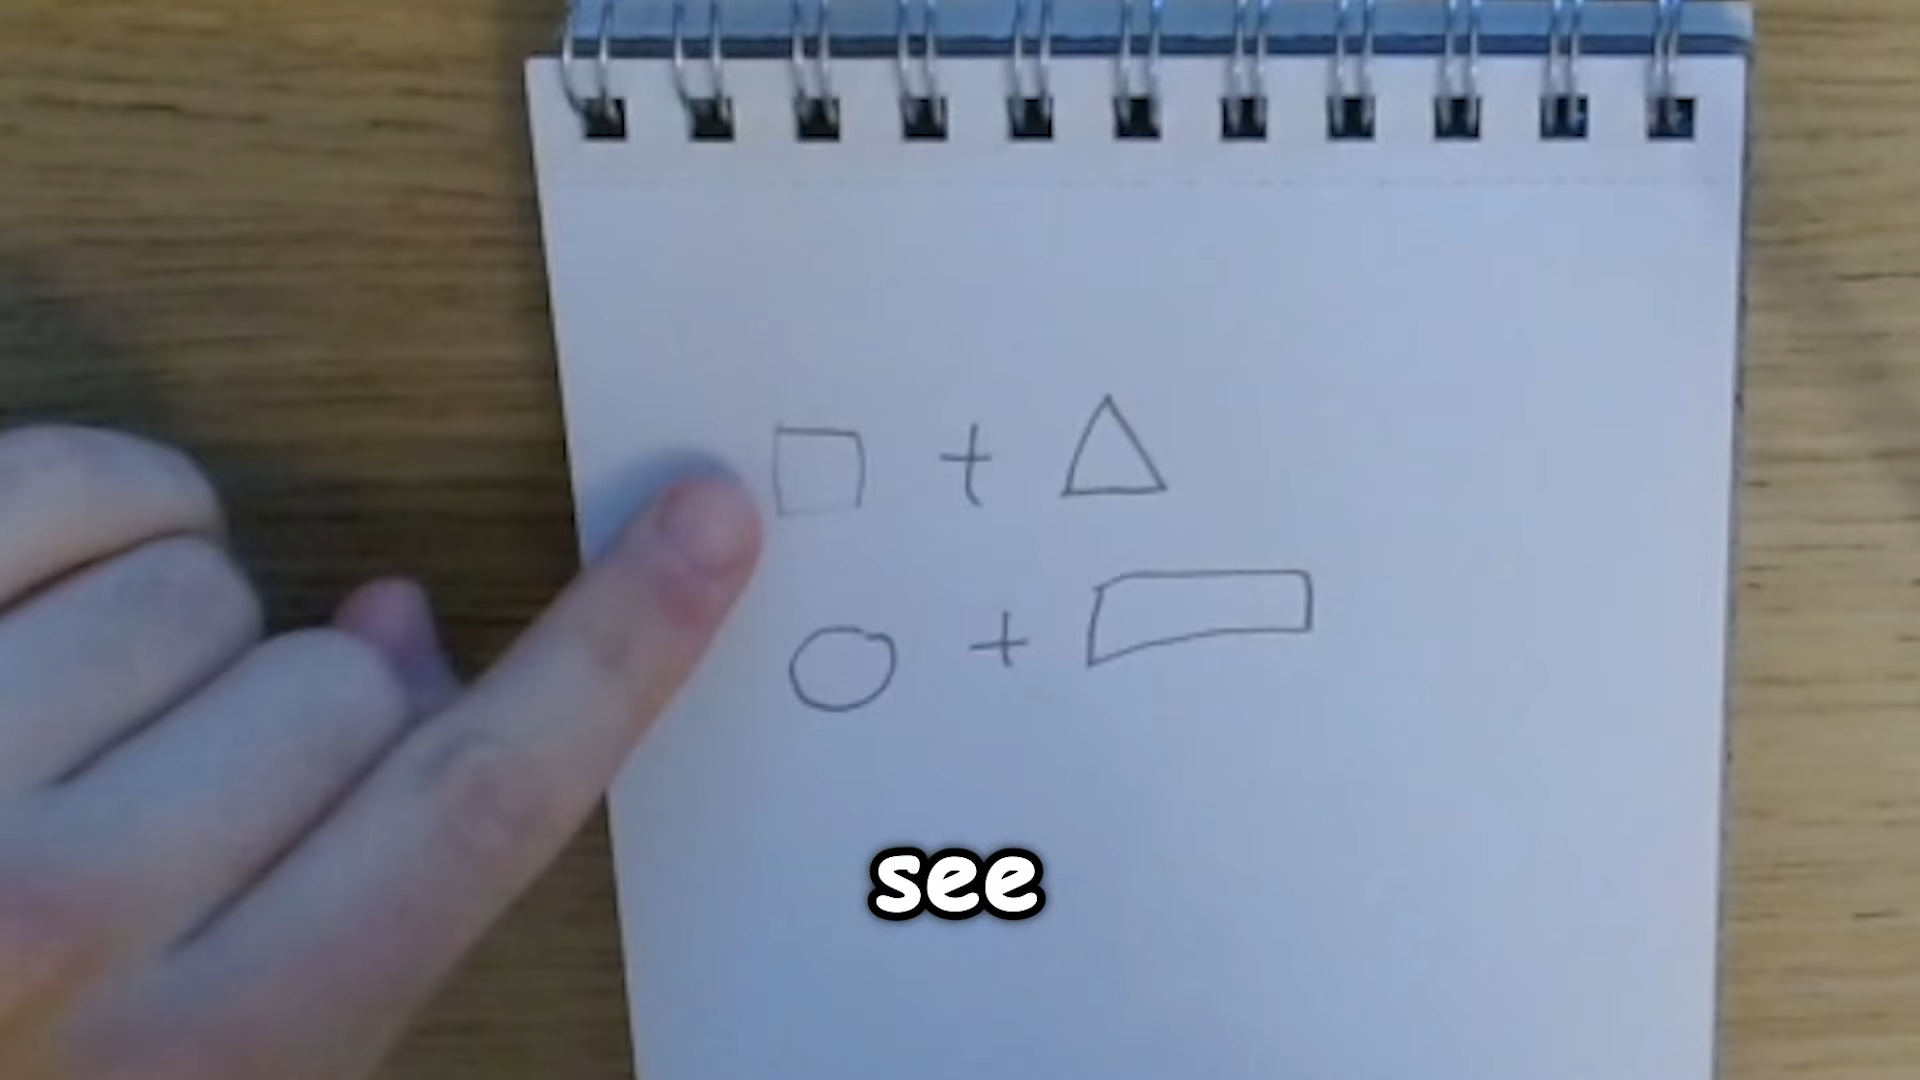 □ + △
○ + ▭
see